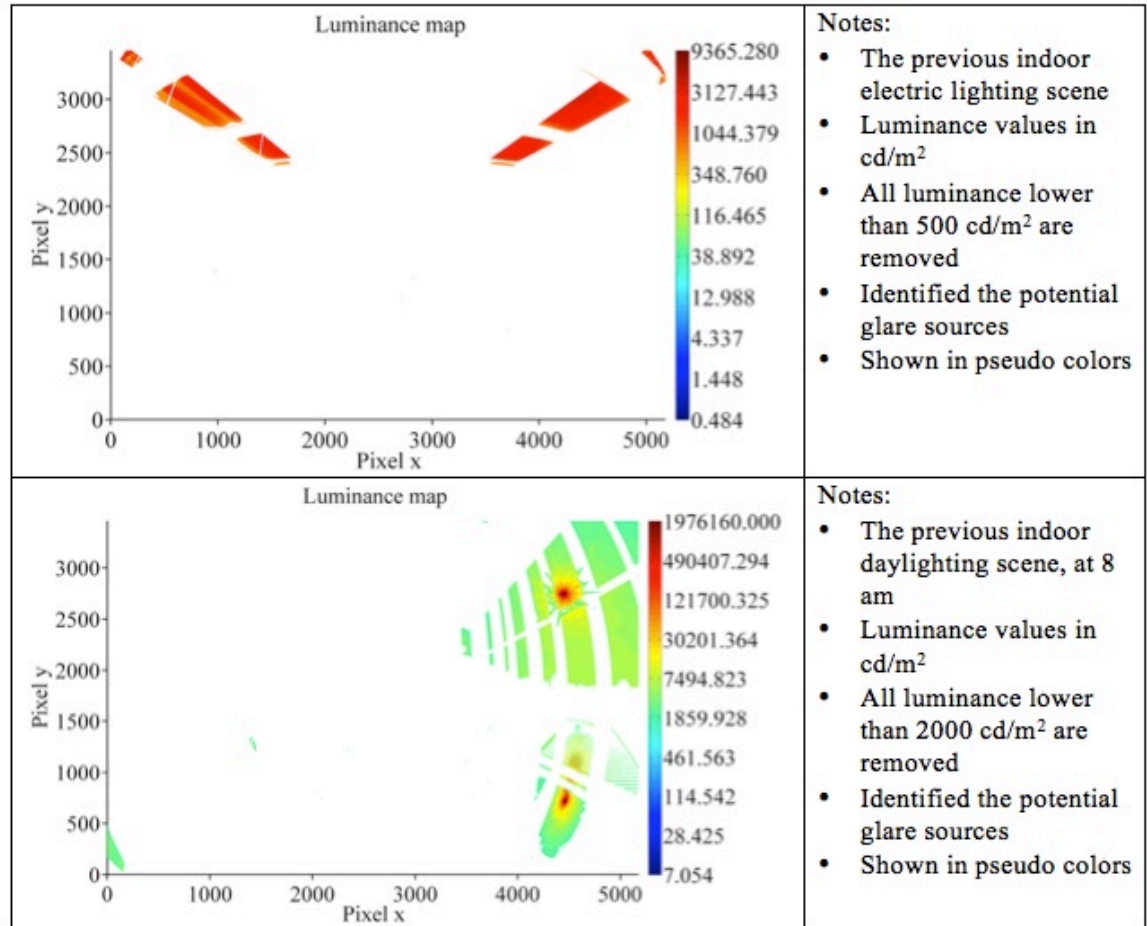 Luminance map
9365.280
3127.443
1044.379
348.760
116.465
38.892
12.988
4.337
1.448
0.484
Pixel y
3000
2500
2000
1500
1000
500
0
0 1000 2000 3000 4000 5000
Pixel x
Notes:
• The previous indoor
electric lighting scene
• Luminance values in
cd/m²
• All luminance lower
than 500 cd/m² are
removed
• Identified the potential
glare sources
• Shown in pseudo colors
Luminance map
1976160.000
490407.294
121700.325
30201.364
7494.823
1859.928
461.563
114.542
28.425
7.054
Pixel y
3000
2500
2000
1500
1000
500
0
0 1000 2000 3000 4000 5000
Pixel x
Notes:
• The previous indoor
daylighting scene, at 8
am
• Luminance values in
cd/m²
• All luminance lower
than 2000 cd/m² are
removed
• Identified the potential
glare sources
• Shown in pseudo colors